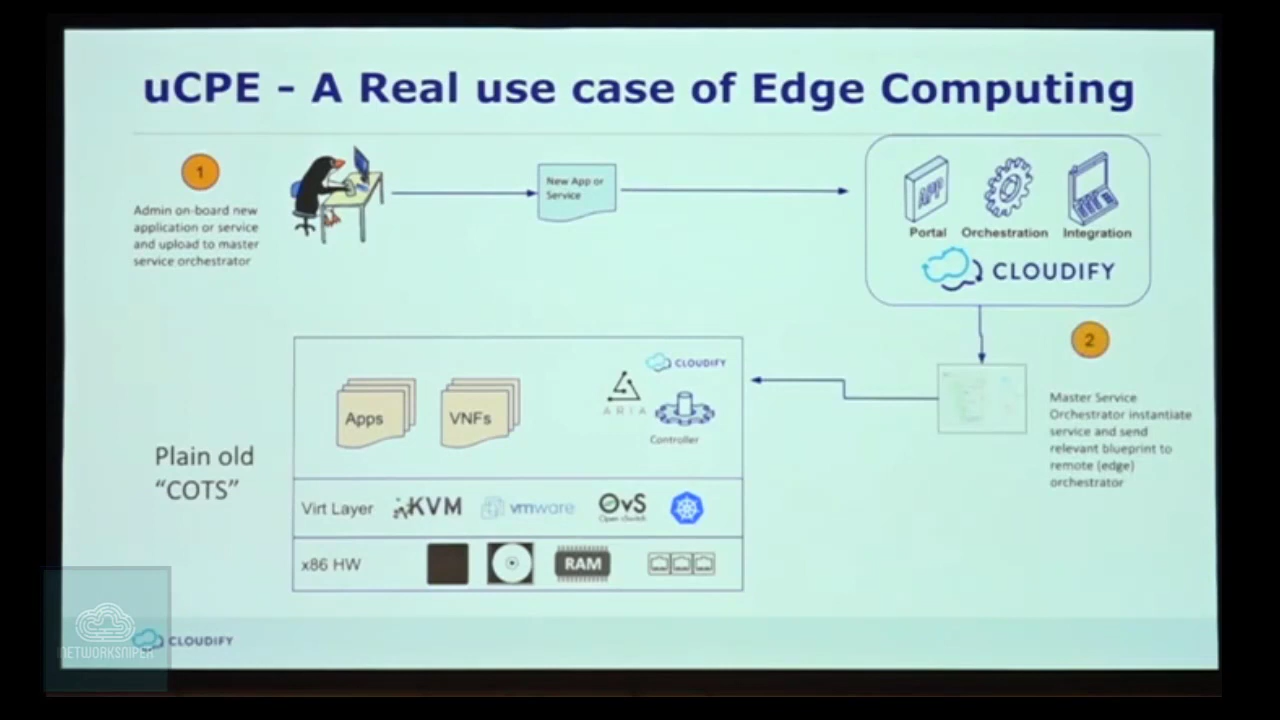 uCPE - A Real use case of Edge Computing
1
Admin on-board new
application or service
and upload to master
service orchestrator
New App or
Service
APP
Portal
Orchestration
Integration
CLOUDIFY
2
Master Service
Orchestrator instantiate
service and send
relevant blueprint to
remote (edge)
orchestrator
Plain old
“COTS”
Apps
VNFs
ARIA
CLOUDIFY
Controller
Virt Layer
KVM
vmware
OvS
Open vSwitch
x86 HW
RAM
CLOUDIFY
NETWORKSNIPER